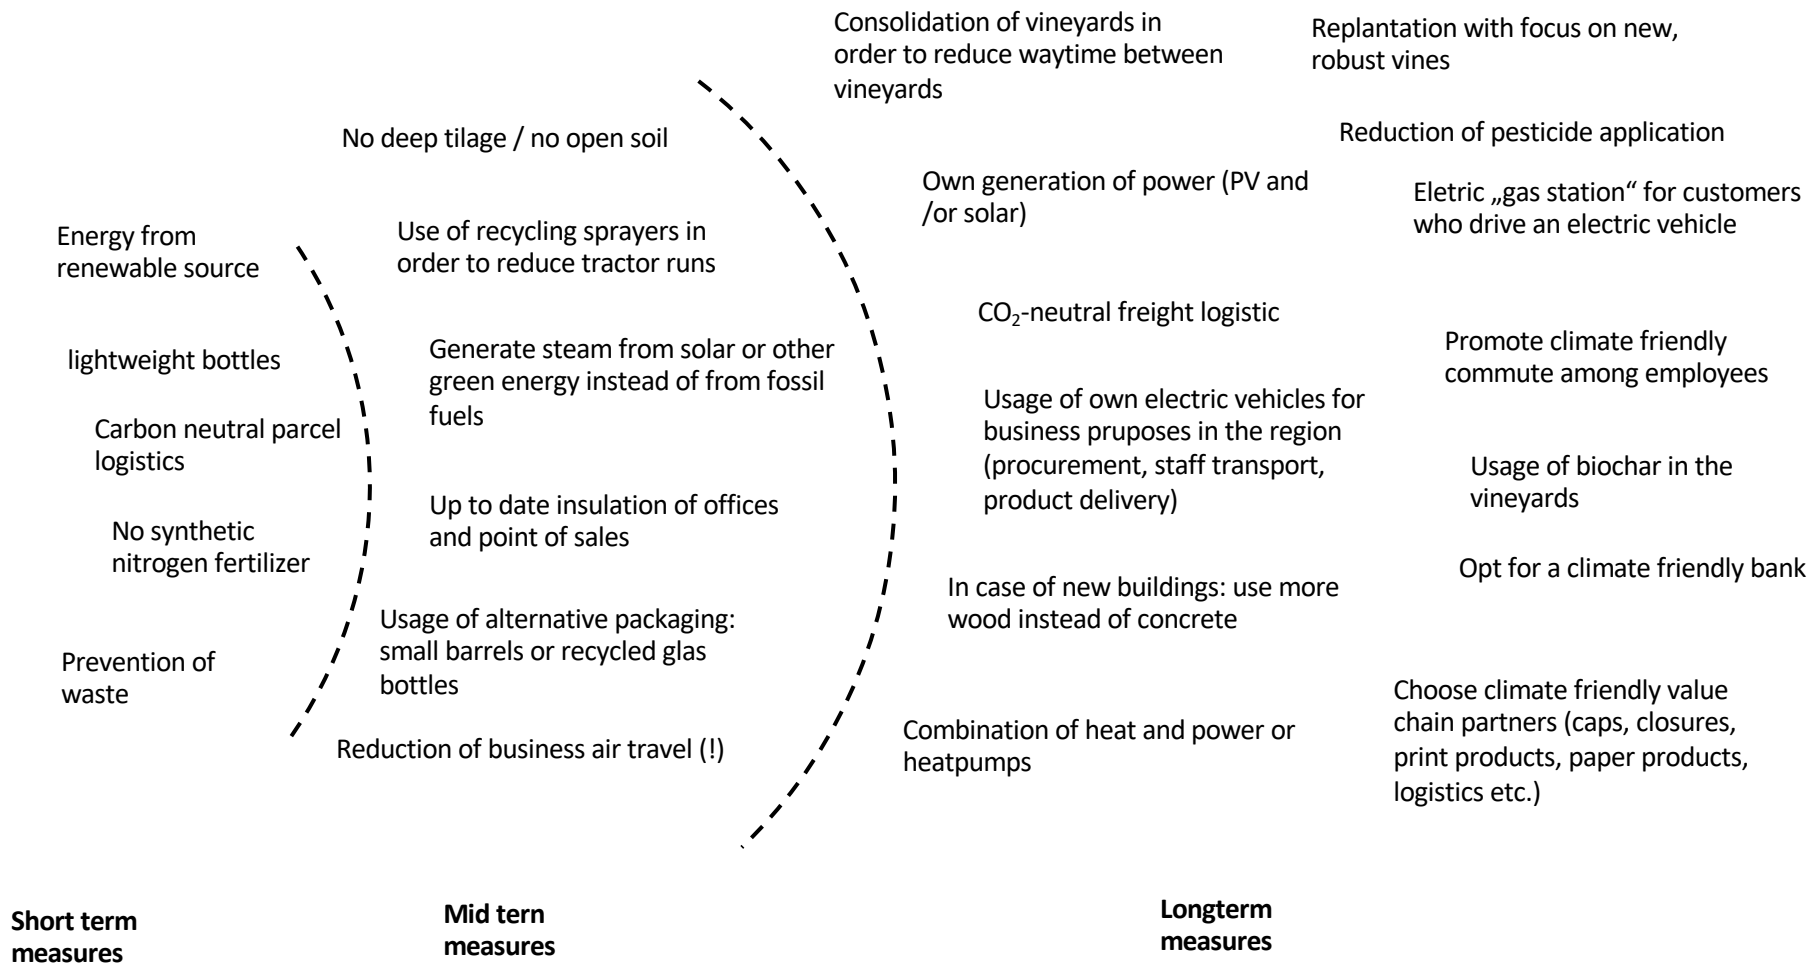 Energy from
renewable source
lightweight bottles
Carbon neutral parcel
logistics
No synthetic
nitrogen fertilizer
Prevention of
waste
No deep tilage / no open soil
Use of recycling sprayers in
order to reduce tractor runs
Generate steam from solar or other
green energy instead of from fossil
fuels
Up to date insulation of offices
and point of sales
Usage of alternative packaging:
small barrels or recycled glas
bottles
Reduction of business air travel (!)
Consolidation of vineyards in
order to reduce waytime between
vineyards
Own generation of power (PV and
/or solar)
CO₂-neutral freight logistic
Usage of own electric vehicles for
business pruposes in the region
(procurement, staff transport,
product delivery)
In case of new buildings: use more
wood instead of concrete
Combination of heat and power or
heatpumps
Replantation with focus on new,
robust vines
Reduction of pesticide application
Eletric „gas station“ for customers
who drive an electric vehicle
Promote climate friendly
commute among employees
Usage of biochar in the
vineyards
Opt for a climate friendly bank
Choose climate friendly value
chain partners (caps, closures,
print products, paper products,
logistics etc.)
Short term
measures
Mid tern
measures
Longterm
measures